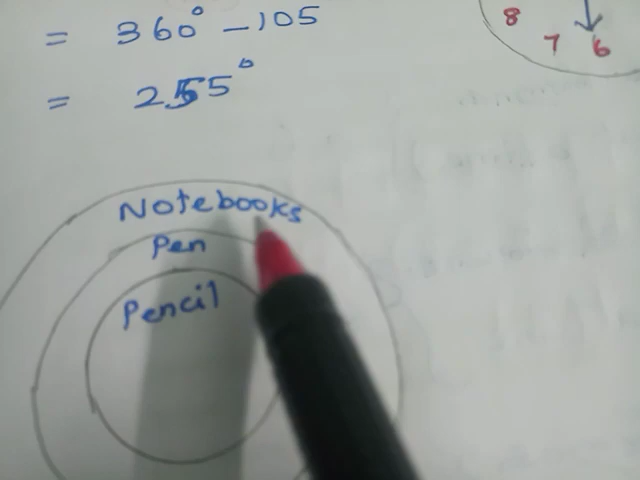 = 360° - 105
= 255°
8
7
6
Notebooks
Pen
Pencil